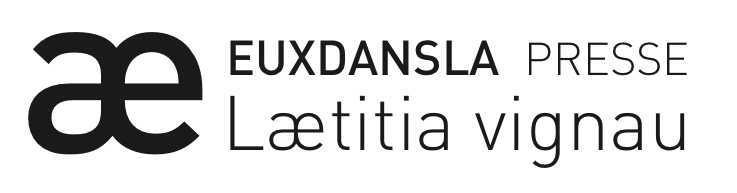 æ
EUXDANSLA PRESSE
Lætitia vignau